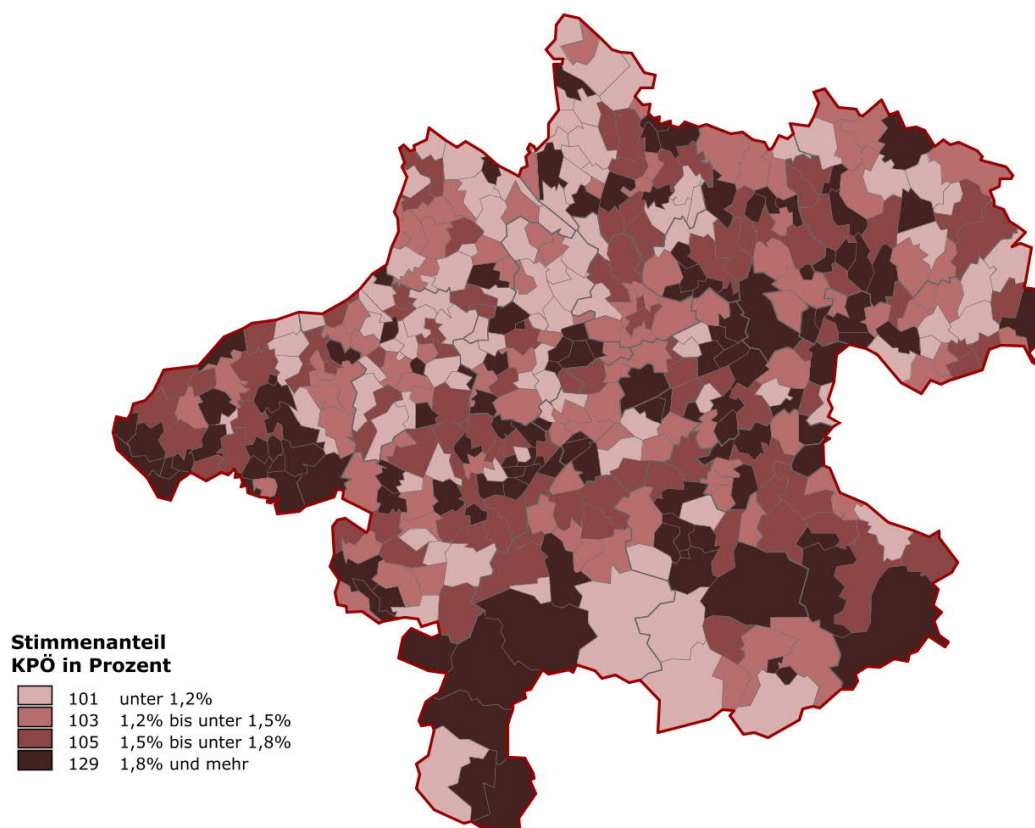 Stimmenanteil
KPÖ in Prozent
101 unter 1,2%
103 1,2% bis unter 1,5%
105 1,5% bis unter 1,8%
129 1,8% und mehr